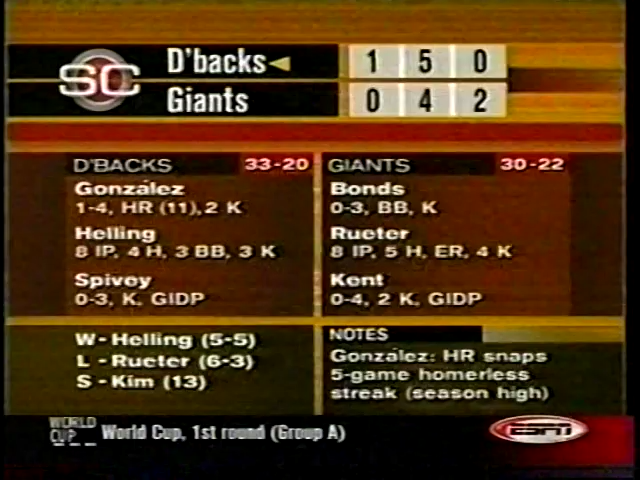 SC
D'backs◄ 1 5 0
Giants 0 4 2
D'BACKS 33-20
González
1-4, HR (11),2 K
Helling
8 IP, 4 H, 3 BB, 3 K
Spivey
0-3, K, GIDP
W- Helling (5-5)
L - Rueter (6-3)
S - Kim (13)
GIANTS 30-22
Bonds
0-3, BB, K
Rueter
8 IP, 5 H, ER, 4 K
Kent
0-4, 2 K, GIDP
NOTES
González: HR snaps
5-game homerless
streak (season high)
WORLD
CUP
World Cup, 1st round (Group A)
ESPN